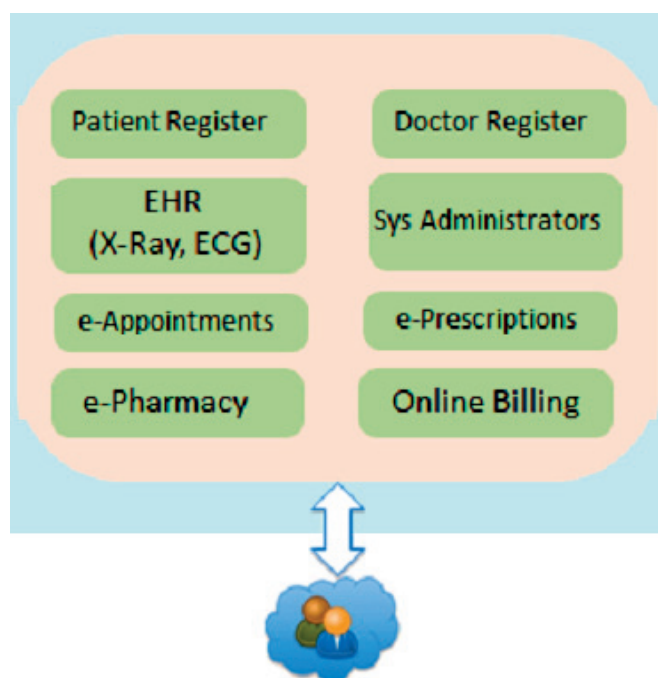 Patient Register
Doctor Register
EHR
(X-Ray, ECG)
Sys Administrators
e-Appointments
e-Prescriptions
e-Pharmacy
Online Billing